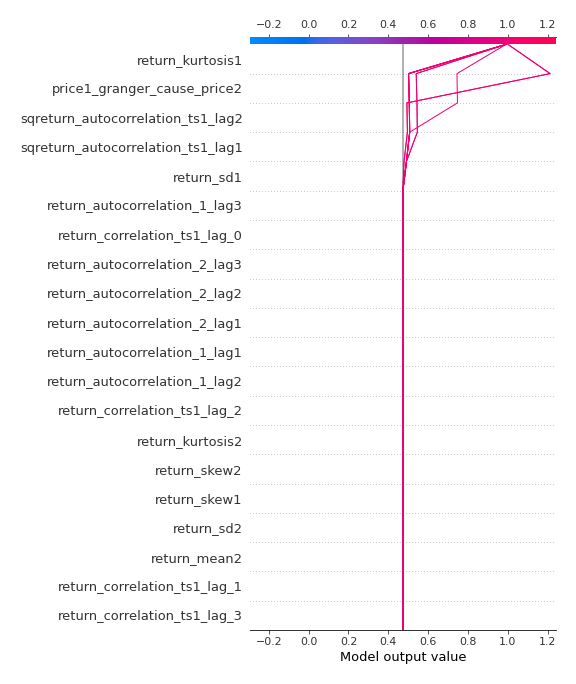 −0.2 0.0 0.2 0.4 0.6 0.8 1.0 1.2
return_kurtosis1
price1_granger_cause_price2
sqreturn_autocorrelation_ts1_lag2
sqreturn_autocorrelation_ts1_lag1
return_sd1
return_autocorrelation_1_lag3
return_correlation_ts1_lag_0
return_autocorrelation_2_lag3
return_autocorrelation_2_lag2
return_autocorrelation_2_lag1
return_autocorrelation_1_lag1
return_autocorrelation_1_lag2
return_correlation_ts1_lag_2
return_kurtosis2
return_skew2
return_skew1
return_sd2
return_mean2
return_correlation_ts1_lag_1
return_correlation_ts1_lag_3
−0.2 0.0 0.2 0.4 0.6 0.8 1.0 1.2
Model output value